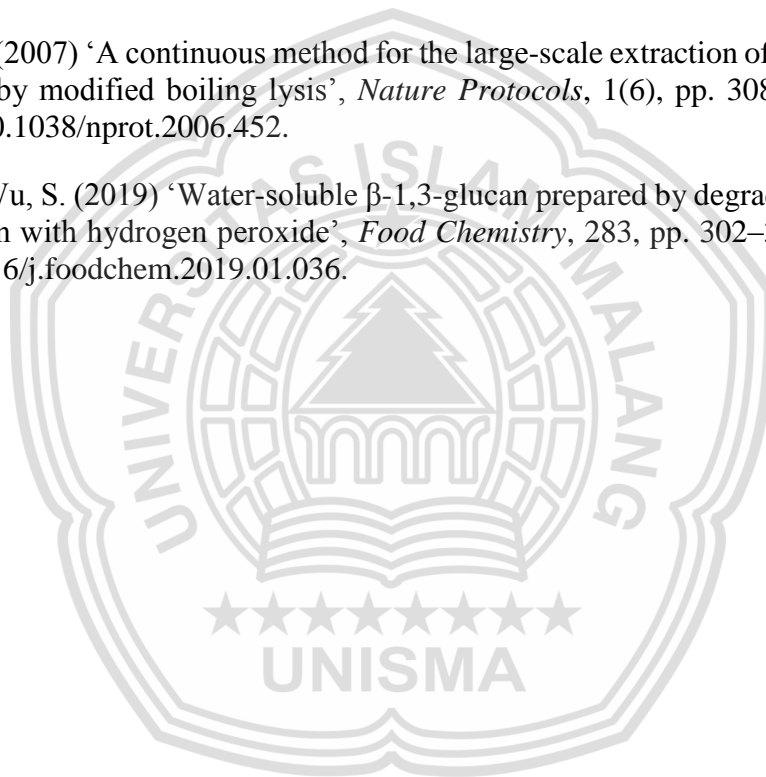 (2007) ‘A continuous method for the large-scale extraction of
by modified boiling lysis’, Nature Protocols, 1(6), pp. 308
0.1038/nprot.2006.452.
Wu, S. (2019) ‘Water-soluble β-1,3-glucan prepared by degrad
n with hydrogen peroxide’, Food Chemistry, 283, pp. 302–
6/j.foodchem.2019.01.036.
UNIVERSITAS ISLAM MALANG
UNISMA